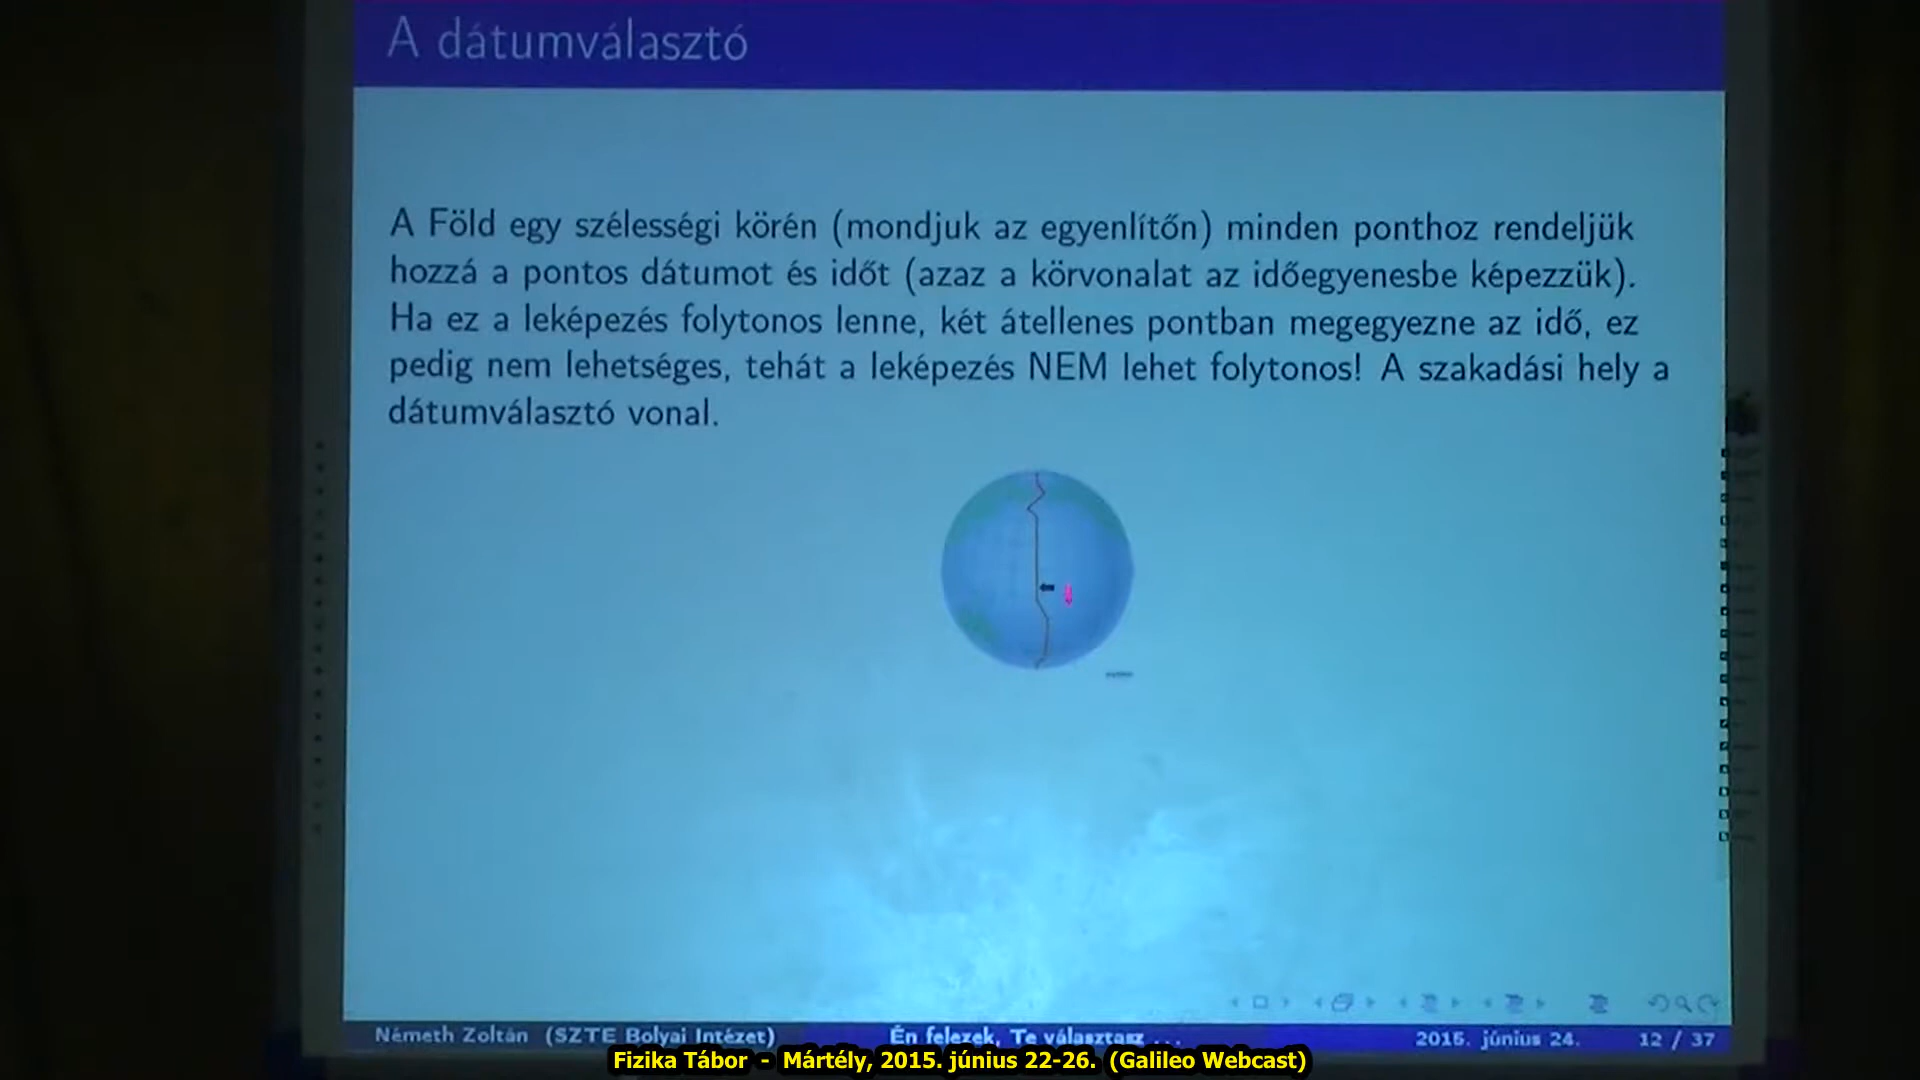 A dátumválasztó
A Föld egy szélességi körén (mondjuk az egyenlítőn) minden ponthoz rendeljük
hozzá a pontos dátumot és időt (azaz a körvonalat az időegyenesbe képezzük).
Ha ez a leképezés folytonos lenne, két átellenes pontban megegyezne az idő, ez
pedig nem lehetséges, tehát a leképezés NEM lehet folytonos! A szakadási hely a
dátumválasztó vonal.
Németh Zoltán (SZTE Bolyai Intézet) Én felezek, Te választasz ... 2015. június 24. 12 / 37
Fizika Tábor - Mártély, 2015. június 22-26. (Galileo Webcast)